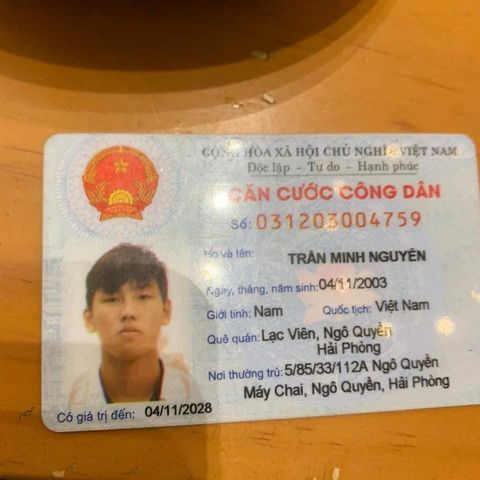 CỘNG HÒA XÃ HỘI CHỦ NGHĨA VIỆT NAM
Độc lập - Tự do - Hạnh phúc
CĂN CƯỚC CÔNG DÂN
Số: 031203004759
Họ và tên:
TRẦN MINH NGUYÊN
Ngày, tháng, năm sinh: 04/11/2003
Giới tính: Nam Quốc tịch: Việt Nam
Quê quán: Lạc Viên, Ngô Quyền
Hải Phòng
Nơi thường trú: 5/85/33/112A Ngô Quyền
Máy Chai, Ngô Quyền, Hải Phòng
Có giá trị đến: 04/11/2028